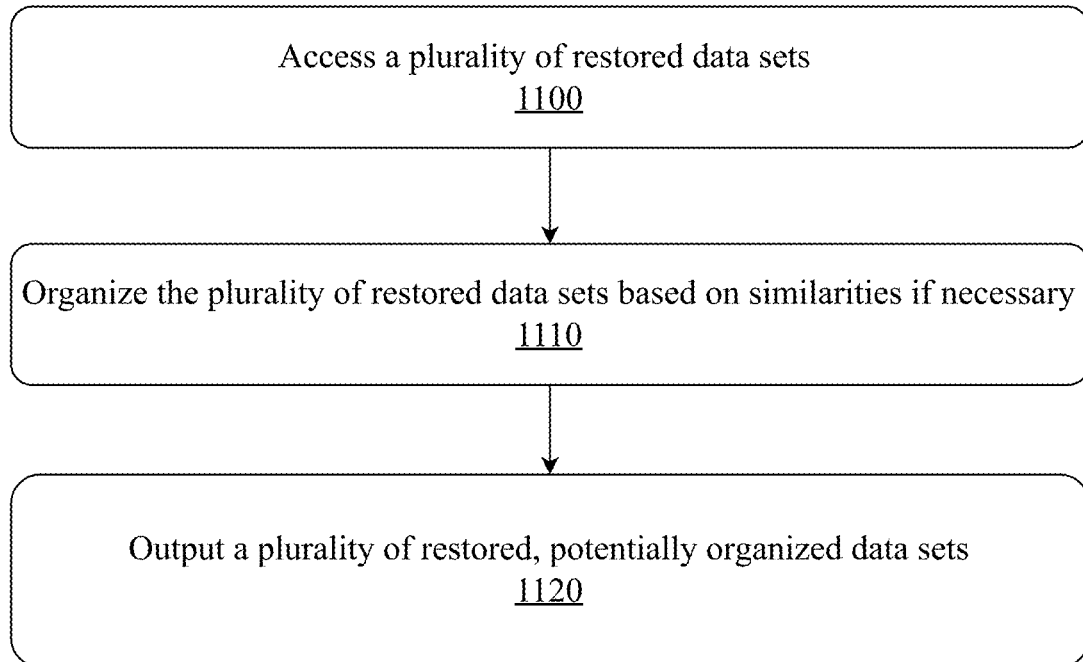 Access a plurality of restored data sets
1100
Organize the plurality of restored data sets based on similarities if necessary
1110
Output a plurality of restored, potentially organized data sets
1120